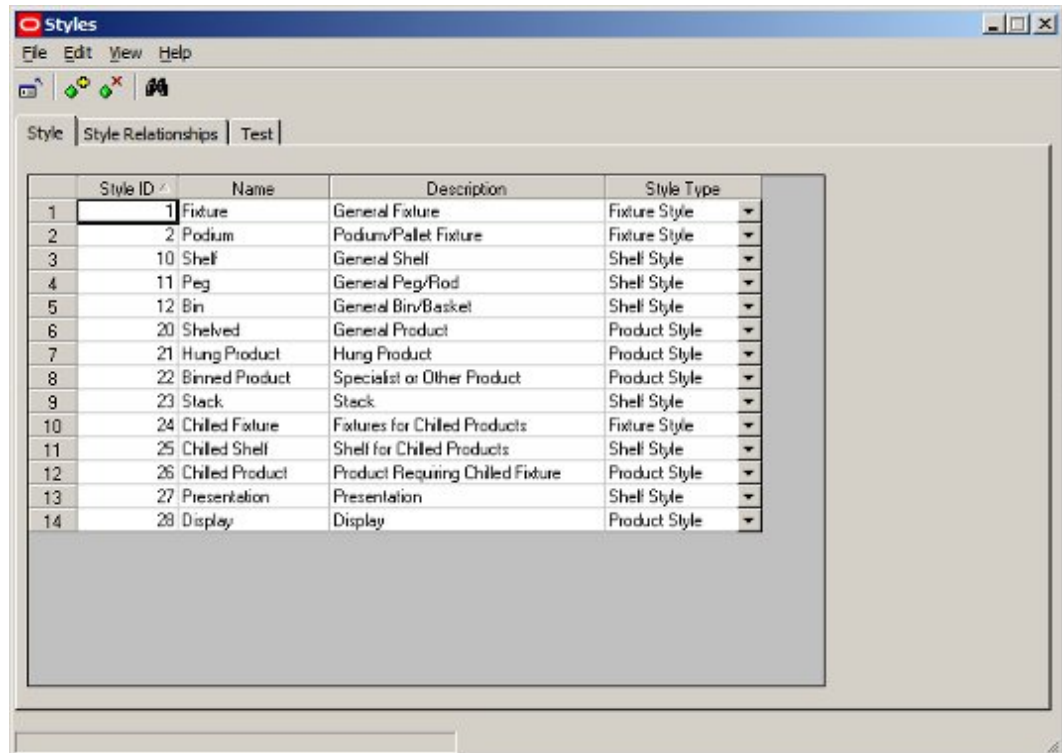 Styles
File Edit View Help
Style Style Relationships Test
Style ID Name Description Style Type
1 1 Fixture General Fixture Fixture Style
2 2 Podium Podium/Pallet Fixture Fixture Style
3 10 Shelf General Shelf Shelf Style
4 11 Peg General Peg/Rod Shelf Style
5 12 Bin General Bin/Basket Shelf Style
6 20 Shelved General Product Product Style
7 21 Hung Product Hung Product Product Style
8 22 Binned Product Specialist or Other Product Product Style
9 23 Stack Stack Shelf Style
10 24 Chilled Fixture Fixtures for Chilled Products Fixture Style
11 25 Chilled Shelf Shelf for Chilled Products Shelf Style
12 26 Chilled Product Product Requiring Chilled Fixture Product Style
13 27 Presentation Presentation Shelf Style
14 28 Display Display Product Style